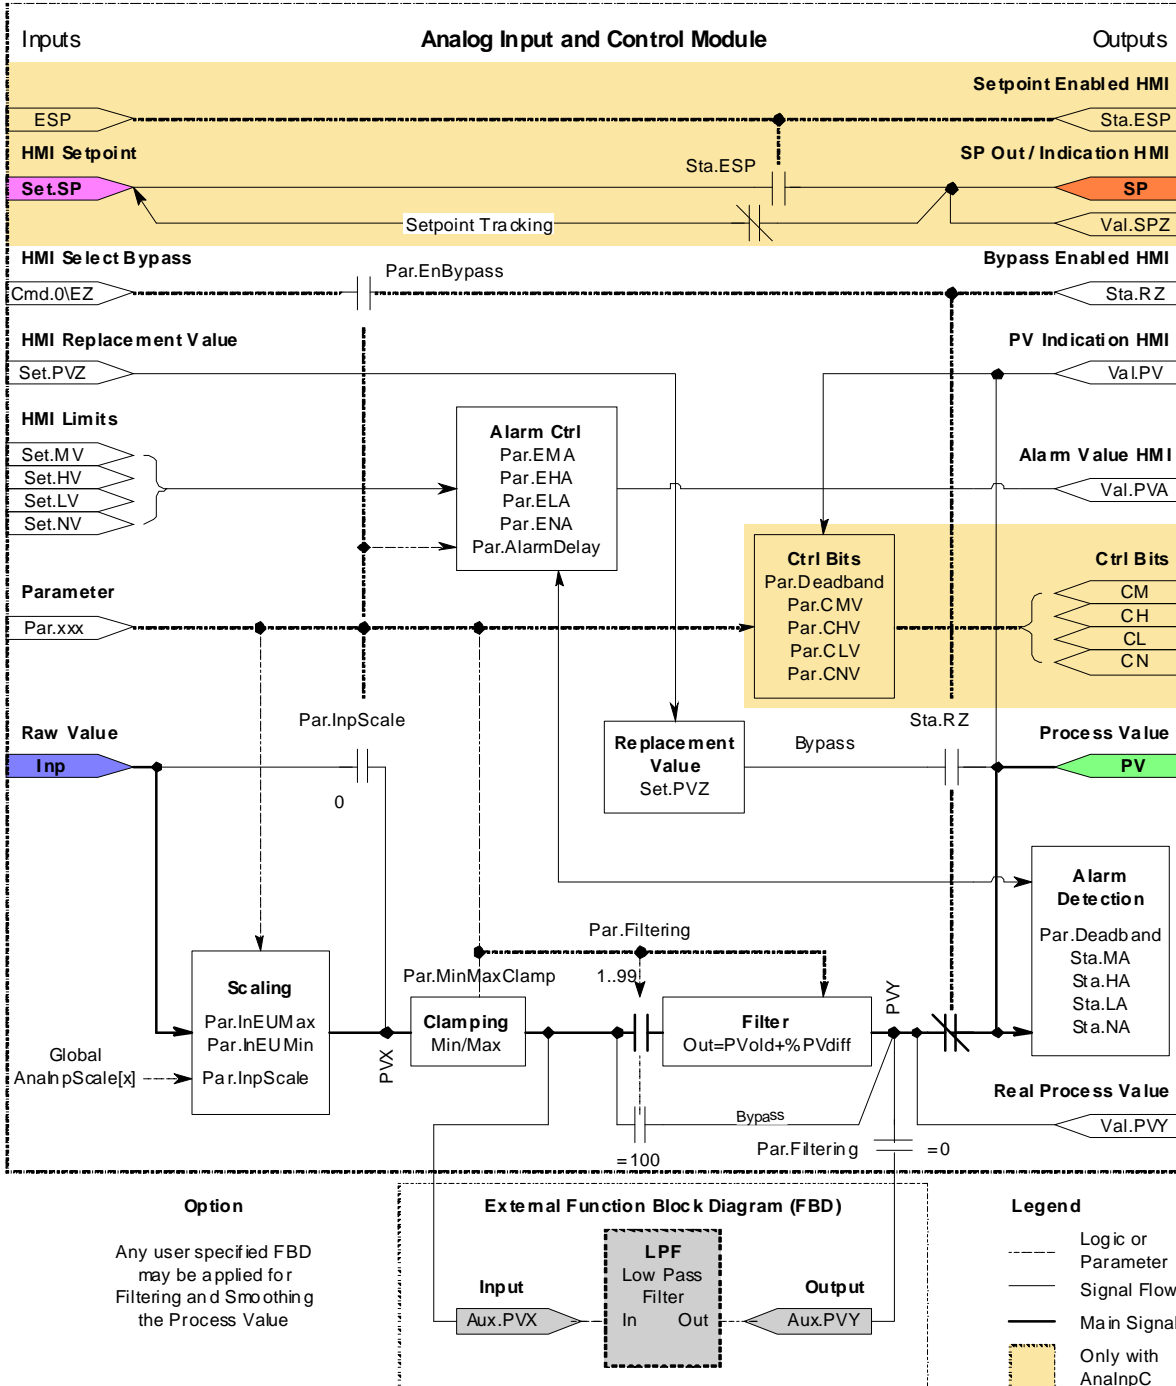 Inputs
Analog Input and Control Module
Outputs
Setpoint Enabled HMI
ESP
Sta.ESP
HMI Setpoint
Sta.ESP
SP Out / Indication HMI
Set.SP
SP
Setpoint Tracking
Val.SPZ
HMI Select Bypass
Par.EnBypass
Bypass Enabled HMI
Cmd.0\EZ
Sta.RZ
HMI Replacement Value
PV Indication HMI
Set.PVZ
Val.PV
HMI Limits
Set.MV
Set.HV
Set.LV
Set.NV
Alarm Ctrl
Par.EMA
Par.EHA
Par.ELA
Par.ENA
Par.AlarmDelay
Alarm Value HMI
Val.PVA
Ctrl Bits
Par.Deadband
Par.CMV
Par.CHV
Par.CLV
Par.CNV
Ctrl Bits
CM
CH
CL
CN
Parameter
Par.xxx
Raw Value
Par.InpScale
Inp
0
Replacement
Value
Set.PVZ
Bypass
Sta.RZ
Process Value
PV
Alarm
Detection
Par.Deadband
Sta.MA
Sta.HA
Sta.LA
Sta.NA
Par.Filtering
Par.MinMaxClamp
1..99
Scaling
Par.InEUMax
Par.InEUMin
Par.InpScale
Global
AnaInpScale[x]
PVX
Clamping
Min/Max
Filter
Out=PVold+%PVdiff
PVY
Real Process Value
Bypass
Val.PVY
=100
Par.Filtering
=0
Option
Any user specified FBD
may be applied for
Filtering and Smoothing
the Process Value
External Function Block Diagram (FBD)
LPF
Low Pass
Filter
In
Out
Input
Aux.PVX
Output
Aux.PVY
Legend
Logic or
Parameter
Signal Flow
Main Signal
Only with
AnaInpC